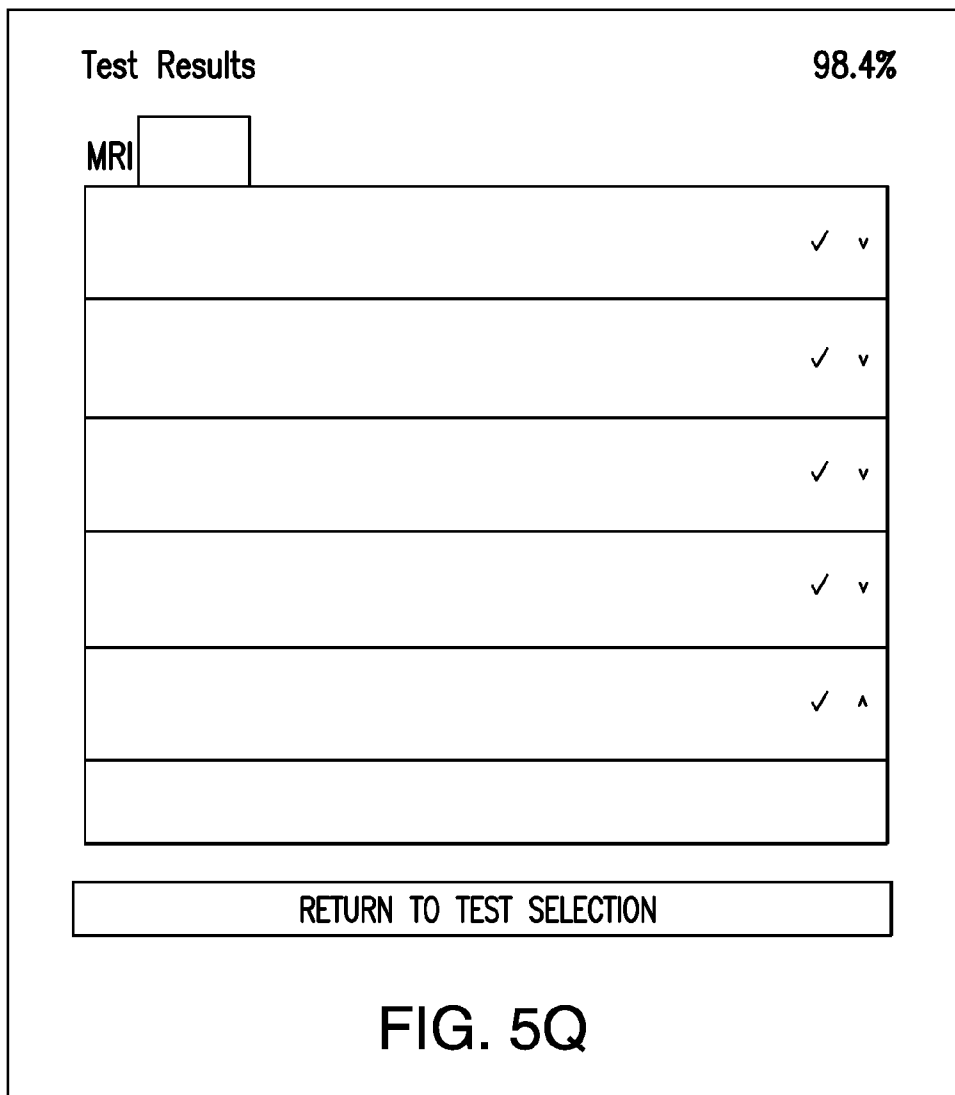 Test Results 98.4%
MRI
✓ v
✓ v
✓ v
✓ v
✓ ʌ
RETURN TO TEST SELECTION
FIG. 5Q